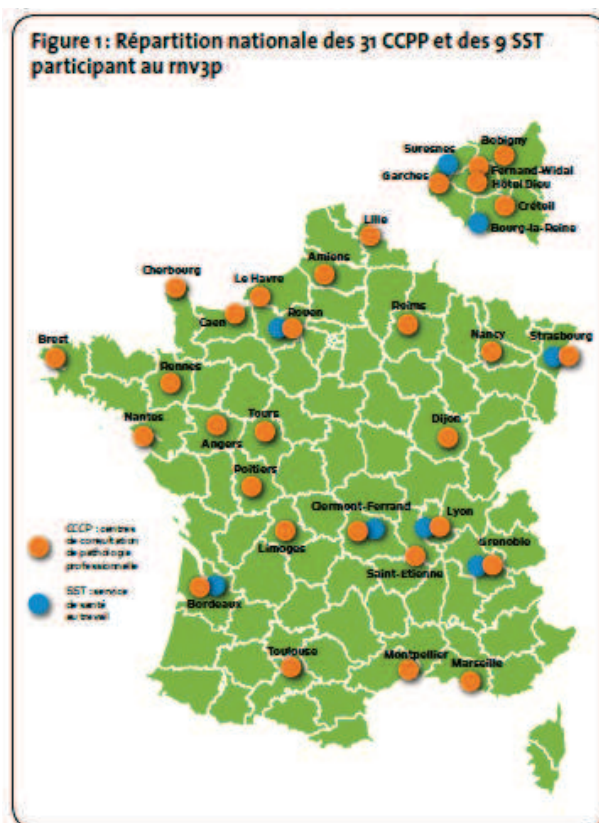 Figure 1 : Répartition nationale des 31 CCPP et des 9 SST
participant au rnv3p
Bobigny
Suresnes
Fernand-Widal
Garches
Hôtel Dieu
Créteil
Bourg-la-Reine
Lille
Amiens
Cherbourg
Le Havre
Caen
Rouen
Reims
Nancy
Strasbourg
Brest
Rennes
Nantes
Angers
Tours
Dijon
Poitiers
Clermont-Ferrand
Lyon
Limoges
Grenoble
Saint-Etienne
Bordeaux
Toulouse
Montpellier
Marseille
CCCP : centres
de consultation
de pathologie
professionnelle
SST : service
de santé
au travail